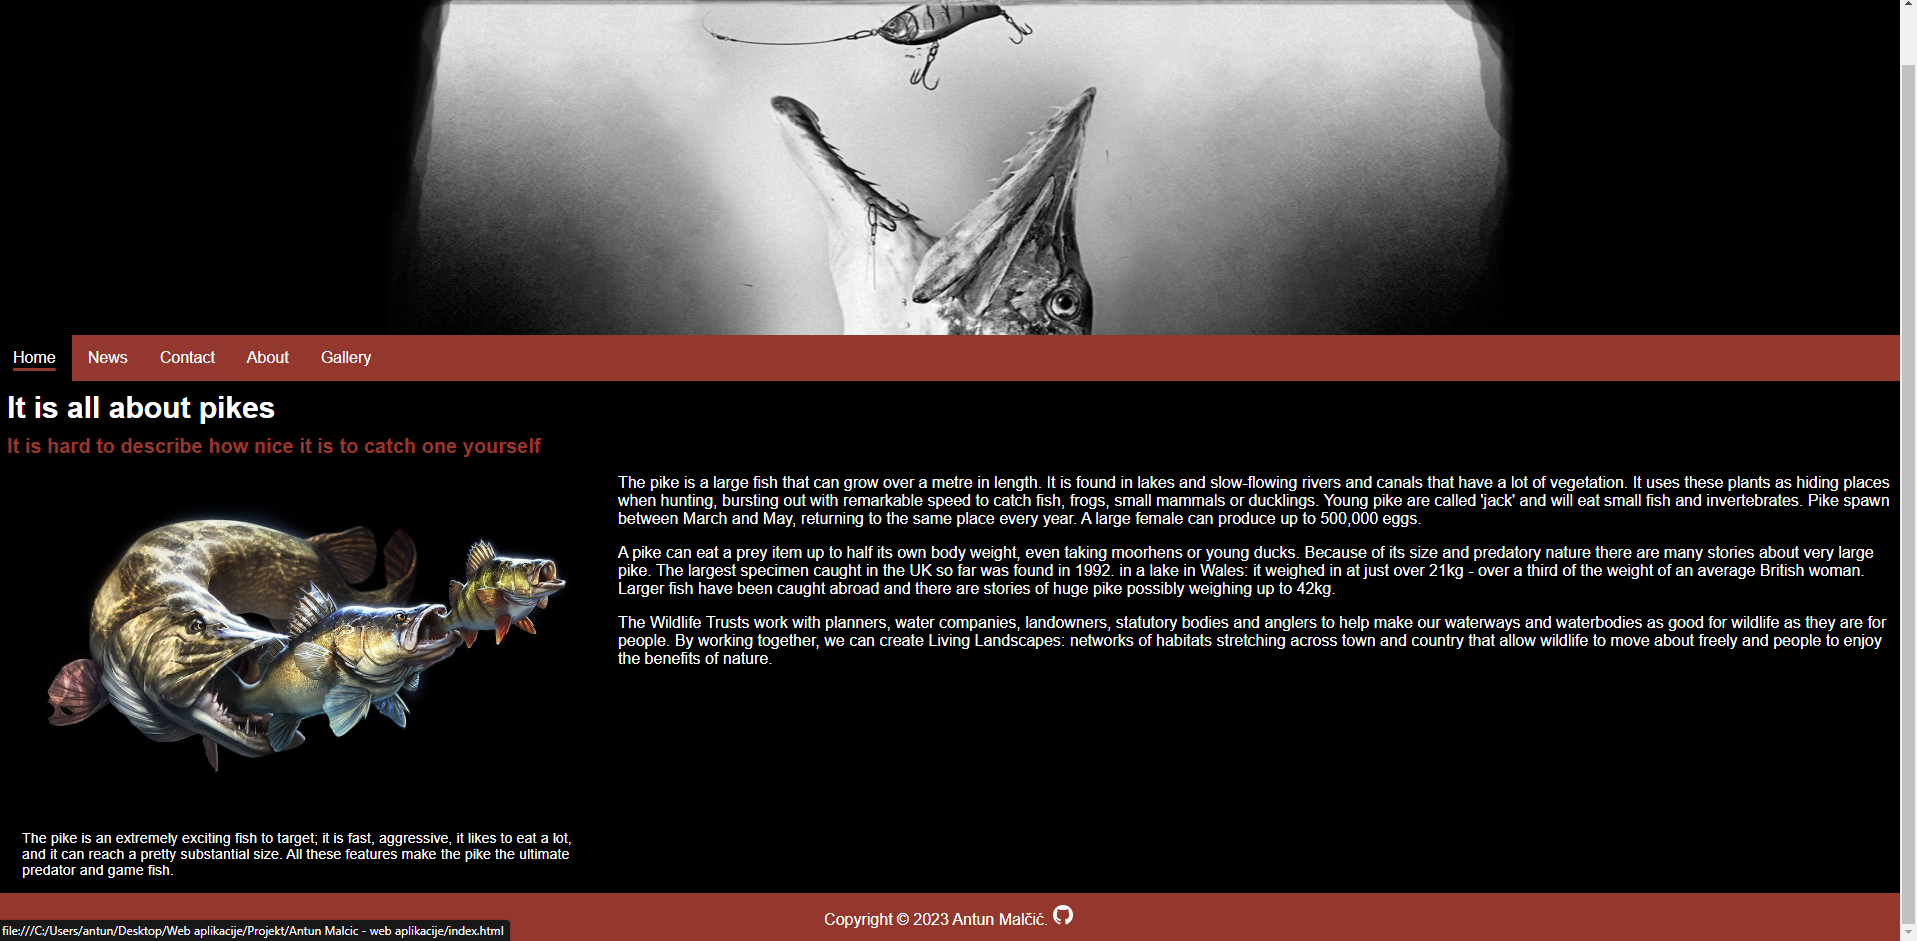 Home News Contact About Gallery
It is all about pikes
It is hard to describe how nice it is to catch one yourself
The pike is a large fish that can grow over a metre in length. It is found in lakes and slow-flowing rivers and canals that have a lot of vegetation. It uses these plants as hiding places
when hunting, bursting out with remarkable speed to catch fish, frogs, small mammals or ducklings. Young pike are called 'jack' and will eat small fish and invertebrates. Pike spawn
between March and May, returning to the same place every year. A large female can produce up to 500,000 eggs.
A pike can eat a prey item up to half its own body weight, even taking moorhens or young ducks. Because of its size and predatory nature there are many stories about very large
pike. The largest specimen caught in the UK so far was found in 1992. in a lake in Wales: it weighed in at just over 21kg - over a third of the weight of an average British woman.
Larger fish have been caught abroad and there are stories of huge pike possibly weighing up to 42kg.
The Wildlife Trusts work with planners, water companies, landowners, statutory bodies and anglers to help make our waterways and waterbodies as good for wildlife as they are for
people. By working together, we can create Living Landscapes: networks of habitats stretching across town and country that allow wildlife to move about freely and people to enjoy
the benefits of nature.
The pike is an extremely exciting fish to target; it is fast, aggressive, it likes to eat a lot,
and it can reach a pretty substantial size. All these features make the pike the ultimate
predator and game fish.
Copyright © 2023 Antun Malčić.
file:///C:/Users/antun/Desktop/Web aplikacije/Projekt/Antun Malcic - web aplikacije/index.html